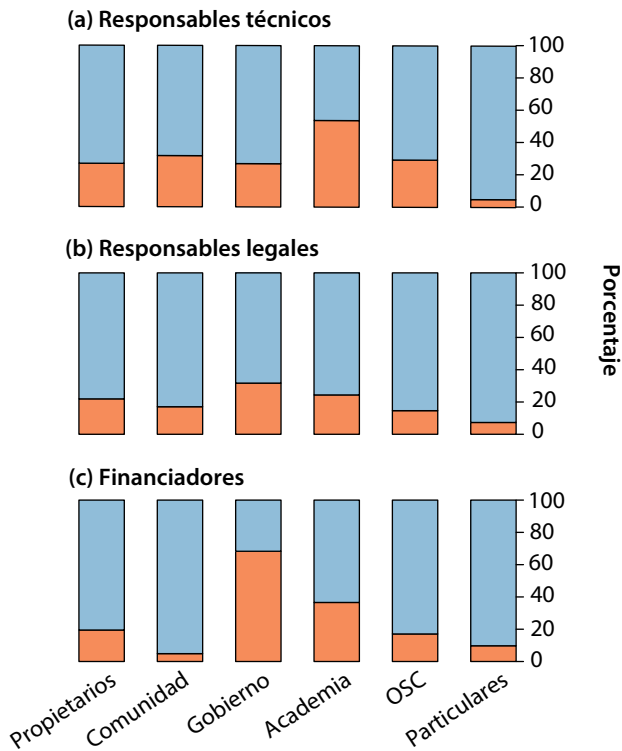 (a) Responsables técnicos
100
80
60
40
20
0
(b) Responsables legales
100
80
60
40
20
0
Porcentaje
(c) Financiadores
100
80
60
40
20
0
Propietarios
Comunidad
Gobierno
Academia
OSC
Particulares